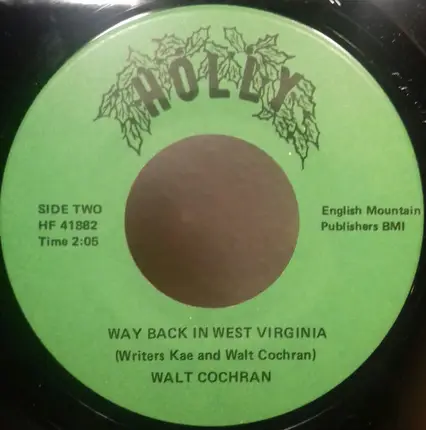 HOLLY
SIDE TWO
HF 41882
Time 2:05
English Mountain
Publishers BMI
WAY BACK IN WEST VIRGINIA
(Writers Kae and Walt Cochran)
WALT COCHRAN